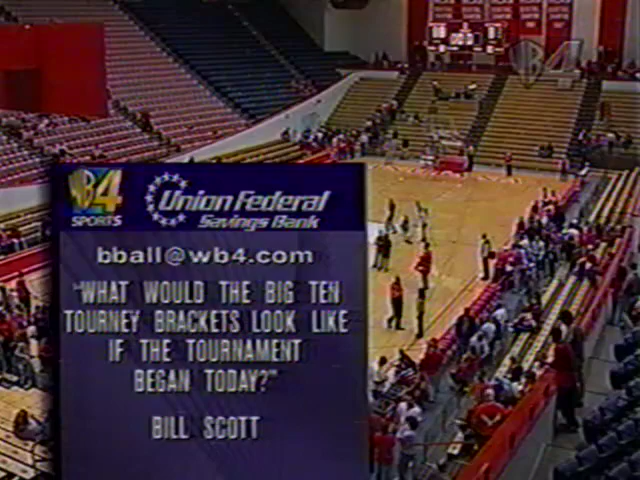 WB4
WB4
SPORTS
Union Federal
Savings Bank
bball@wb4.com
"WHAT WOULD THE BIG TEN
TOURNEY BRACKETS LOOK LIKE
IF THE TOURNAMENT
BEGAN TODAY?"
BILL SCOTT